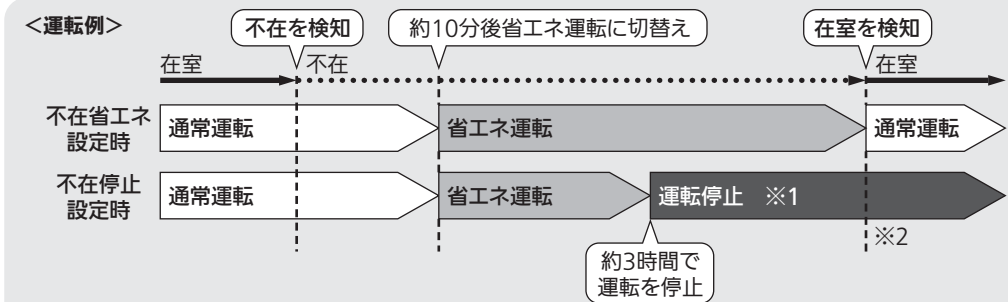 ＜運転例＞
不在を検知
約10分後省エネ運転に切替え
在室を検知
在室
不在
在室
不在省エネ
設定時
通常運転
省エネ運転
通常運転
不在停止
設定時
通常運転
省エネ運転
運転停止 ※1
※2
約3時間で
運転を停止